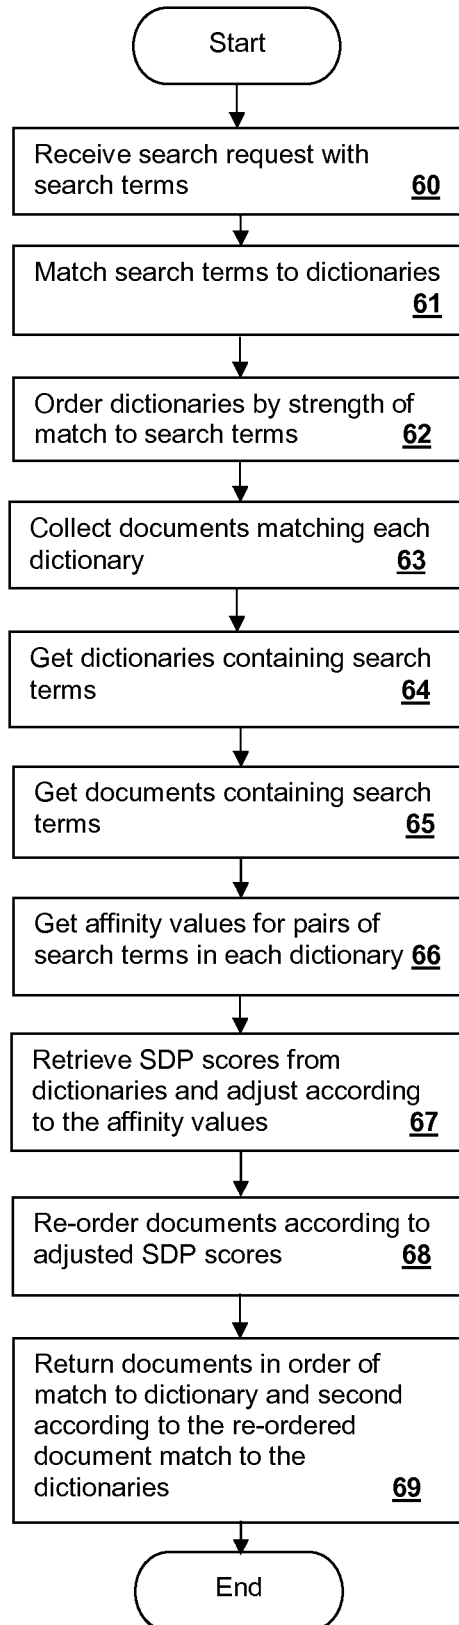 Start
Receive search request with
search terms 60
Match search terms to dictionaries
61
Order dictionaries by strength of
match to search terms 62
Collect documents matching each
dictionary 63
Get dictionaries containing search
terms 64
Get documents containing search
terms 65
Get affinity values for pairs of
search terms in each dictionary 66
Retrieve SDP scores from
dictionaries and adjust according
to the affinity values 67
Re-order documents according to
adjusted SDP scores 68
Return documents in order of
match to dictionary and second
according to the re-ordered
document match to the
dictionaries 69
End